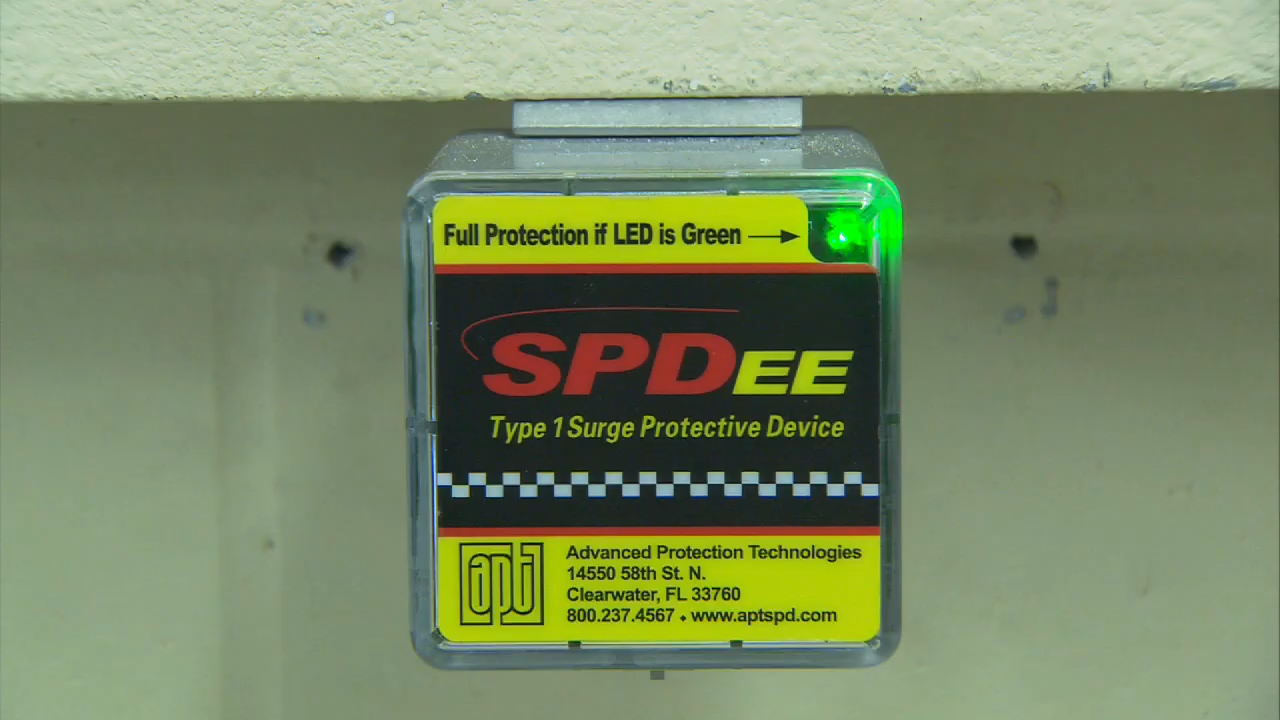 Full Protection if LED is Green
SPDEE
Type 1 Surge Protective Device
apt
Advanced Protection Technologies
14550 58th St. N.
Clearwater, FL 33760
800.237.4567 ⬩ www.aptspd.com